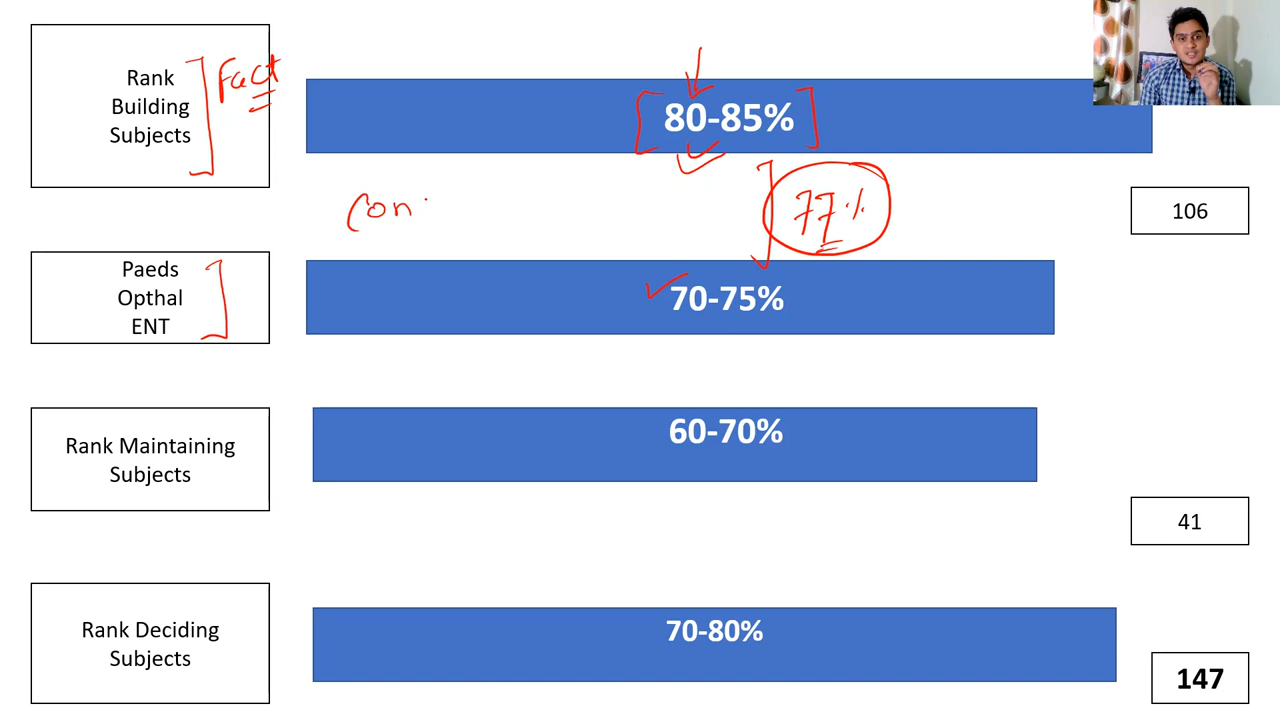 Rank
Building
Subjects
Fact
80-85%
77%
Con
106
Paeds
Opthal
ENT
70-75%
Rank Maintaining
Subjects
60-70%
41
Rank Deciding
Subjects
70-80%
147